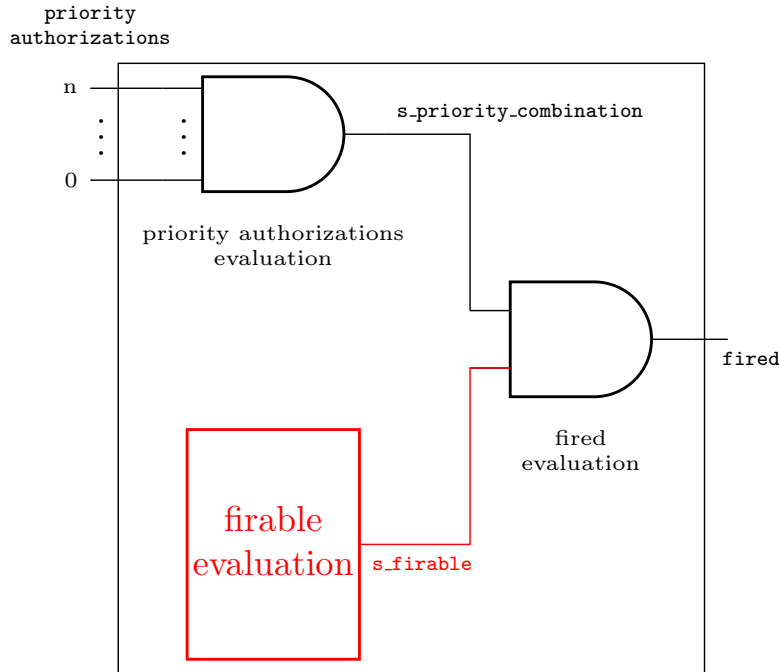 priority
authorizations
n
s_priority_combination
0
priority authorizations
evaluation
fired
fired
evaluation
firable
evaluation
s_firable